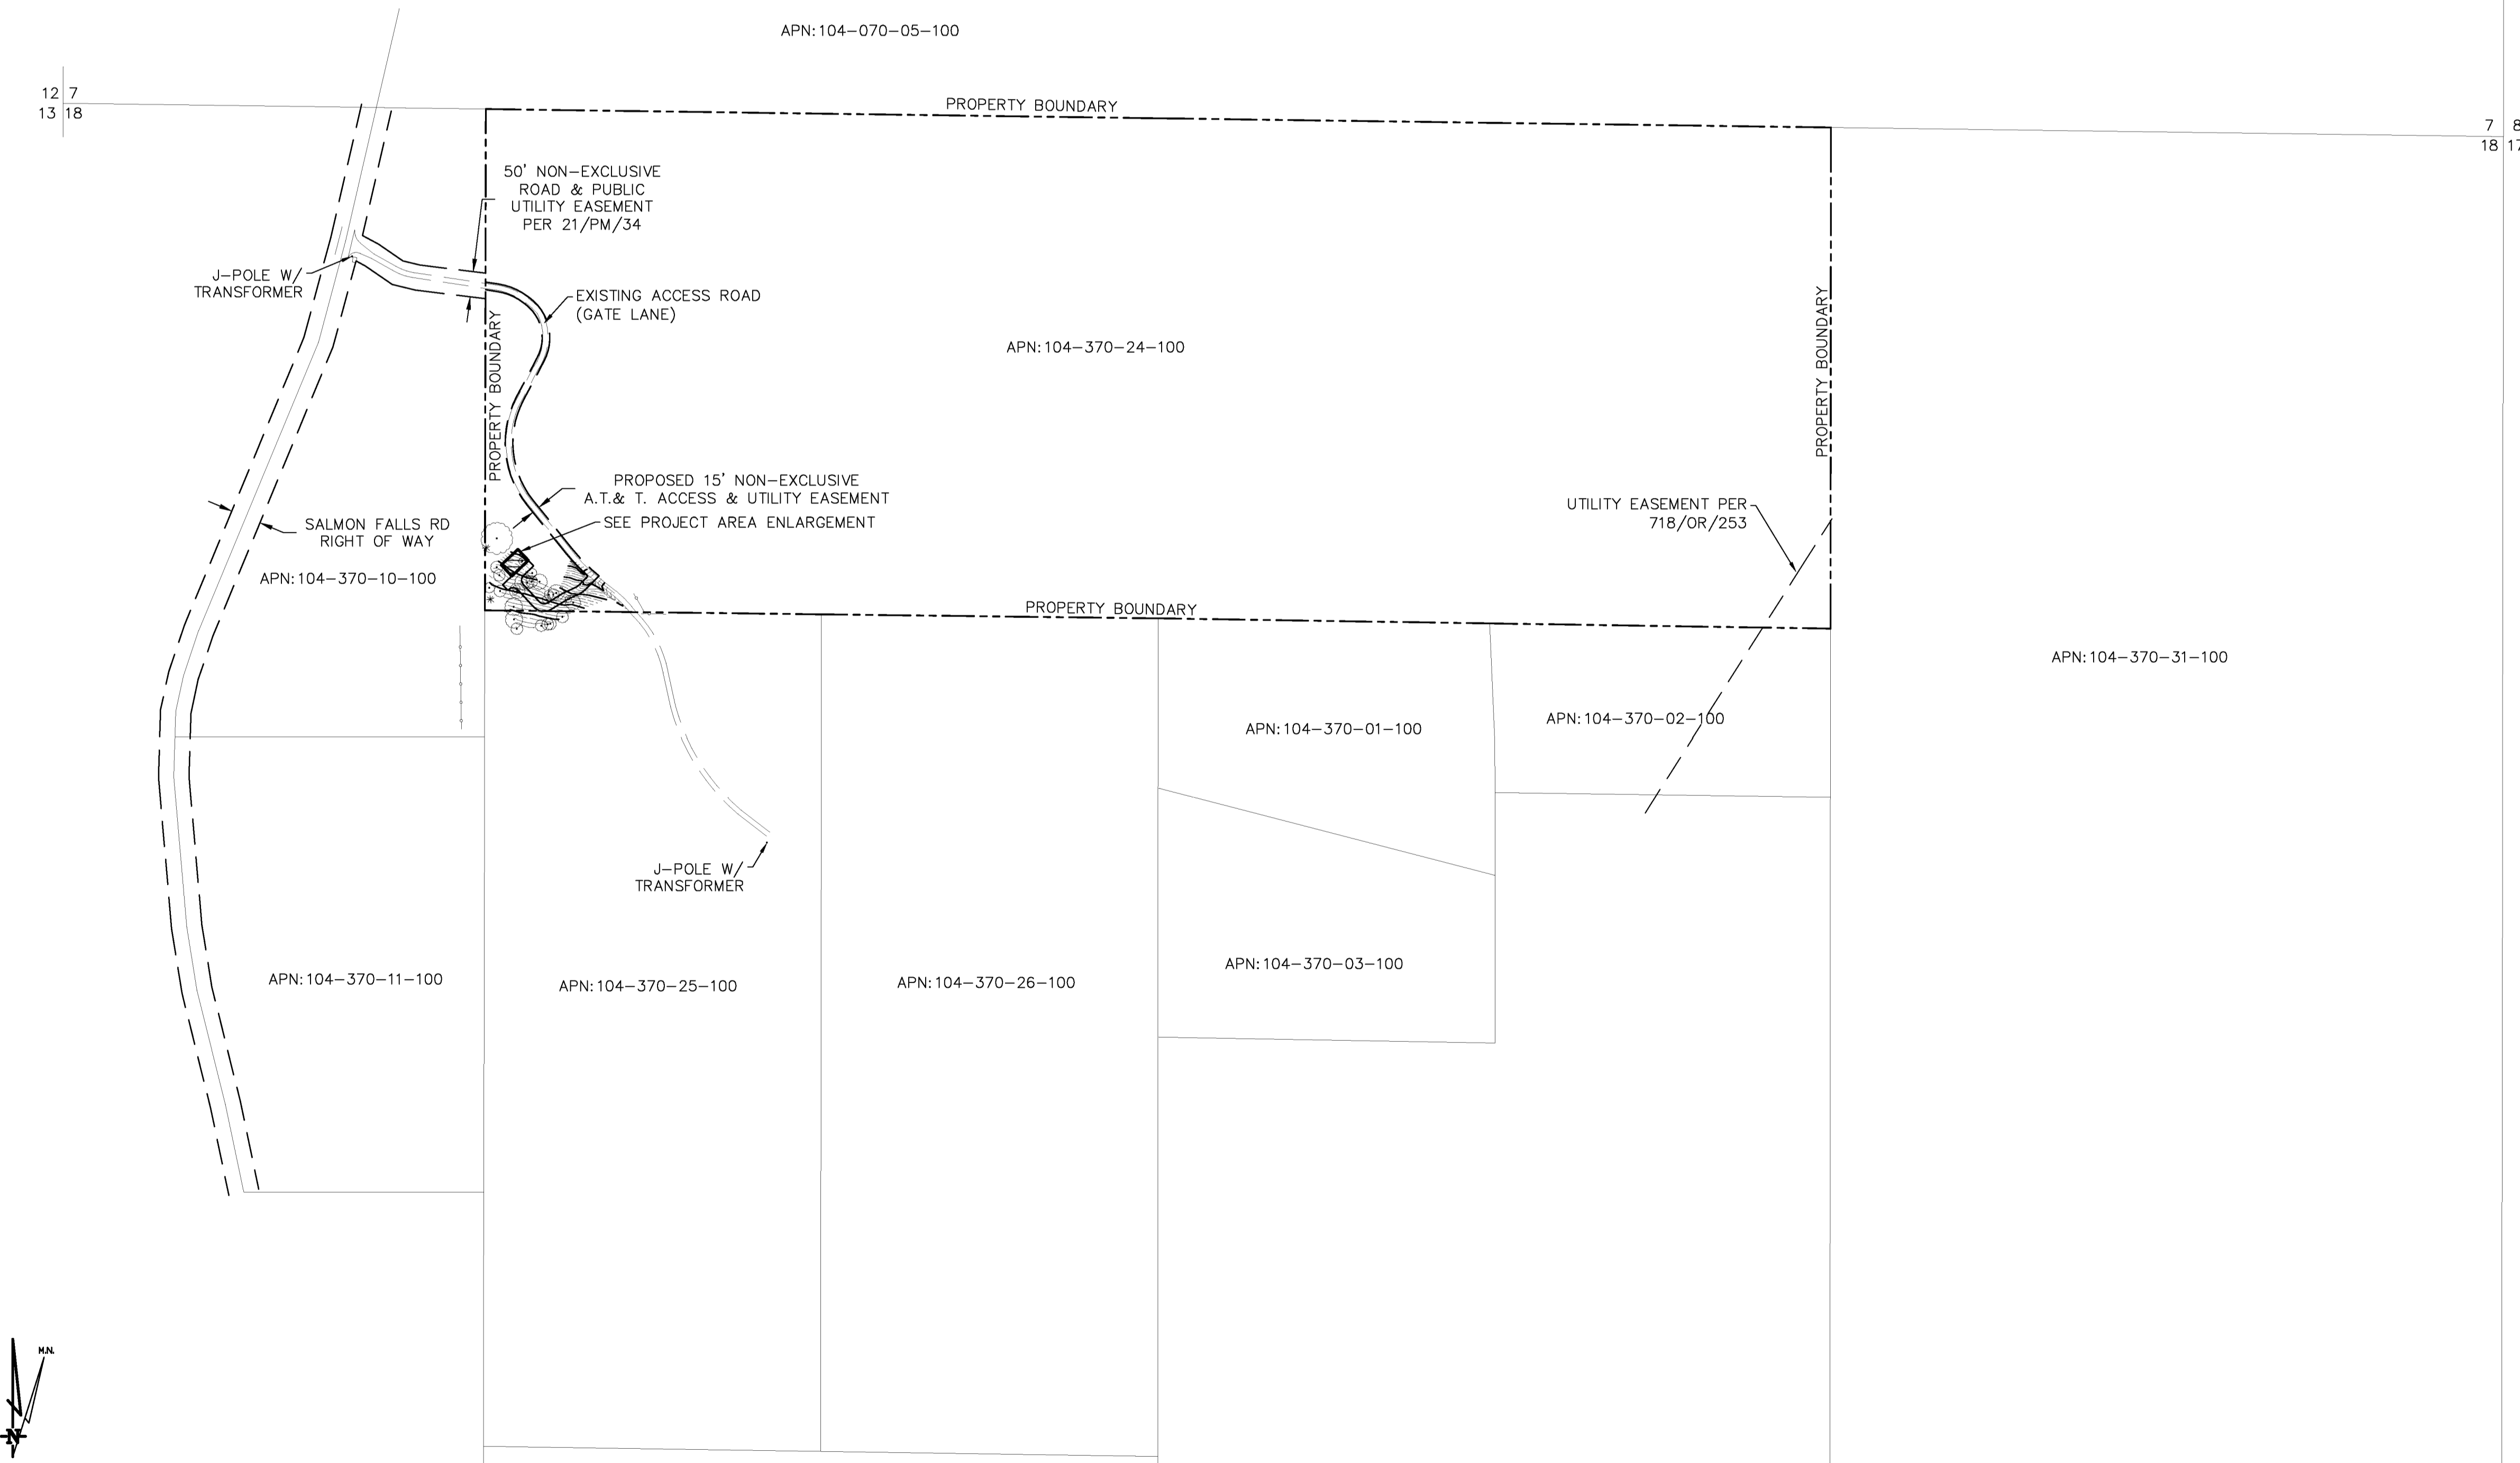 APN:104-070-05-100
12 7
13 18
PROPERTY BOUNDARY
7 8
18 17
50' NON-EXCLUSIVE
ROAD & PUBLIC
UTILITY EASEMENT
PER 21/PM/34
J-POLE W/
TRANSFORMER
EXISTING ACCESS ROAD
(GATE LANE)
PROPERTY BOUNDARY
APN:104-370-24-100
PROPERTY BOUNDARY
PROPOSED 15' NON-EXCLUSIVE
A.T.& T. ACCESS & UTILITY EASEMENT
SEE PROJECT AREA ENLARGEMENT
UTILITY EASEMENT PER
718/OR/253
SALMON FALLS RD
RIGHT OF WAY
APN:104-370-10-100
PROPERTY BOUNDARY
APN:104-370-31-100
APN:104-370-01-100
APN:104-370-02-100
J-POLE W/
TRANSFORMER
APN:104-370-11-100
APN:104-370-25-100
APN:104-370-26-100
APN:104-370-03-100
M.N.
N